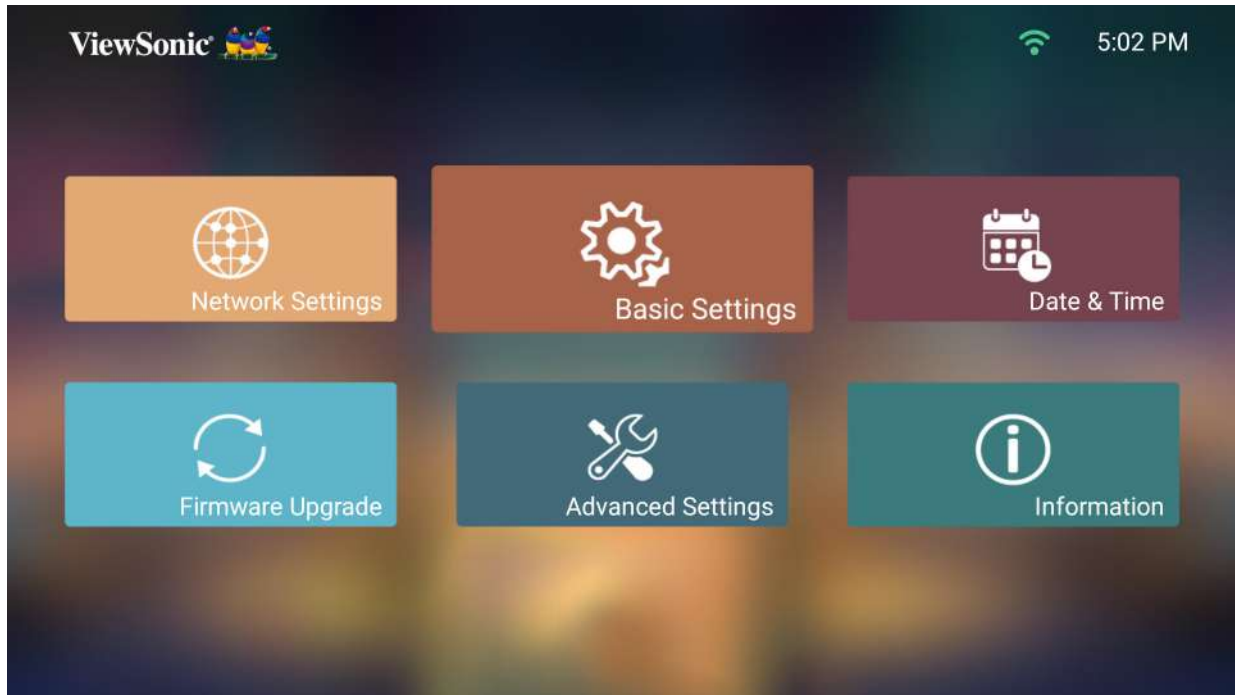 ViewSonic
5:02 PM
Network Settings
Basic Settings
Date & Time
Firmware Upgrade
Advanced Settings
Information